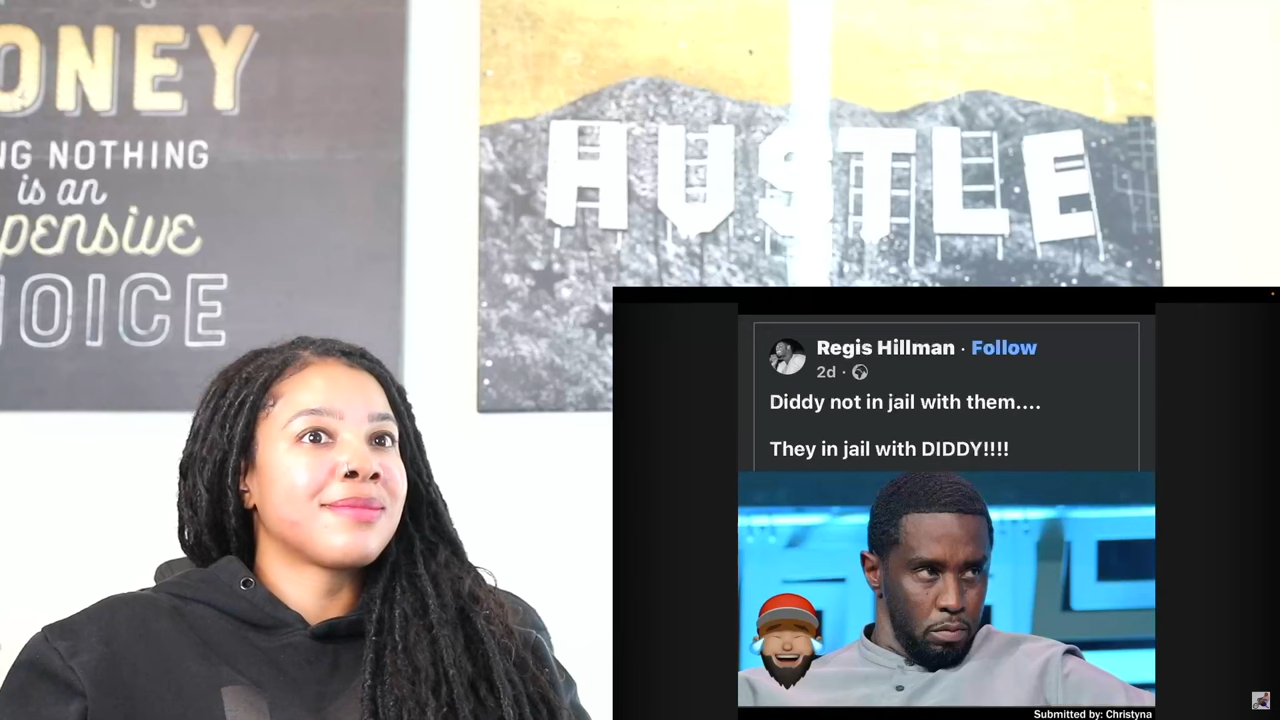 ONEY
NG NOTHING
is an
pensive
HOICE
HUSTLE
Regis Hillman · Follow
2d ·
Diddy not in jail with them....
They in jail with DIDDY!!!!
Submitted by: Christyna